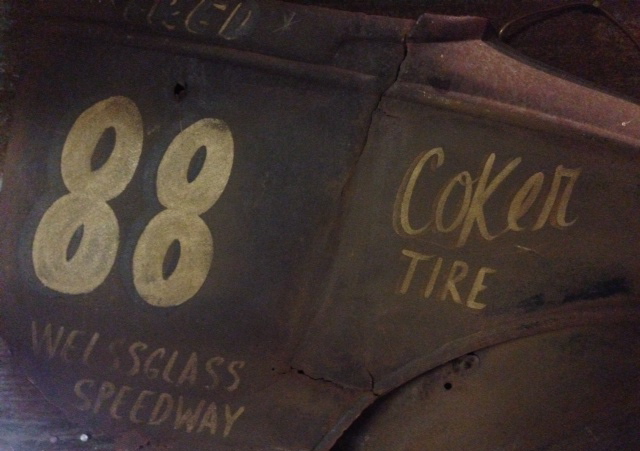 88
WEISSGLASS
SPEEDWAY
COKER
TIRE